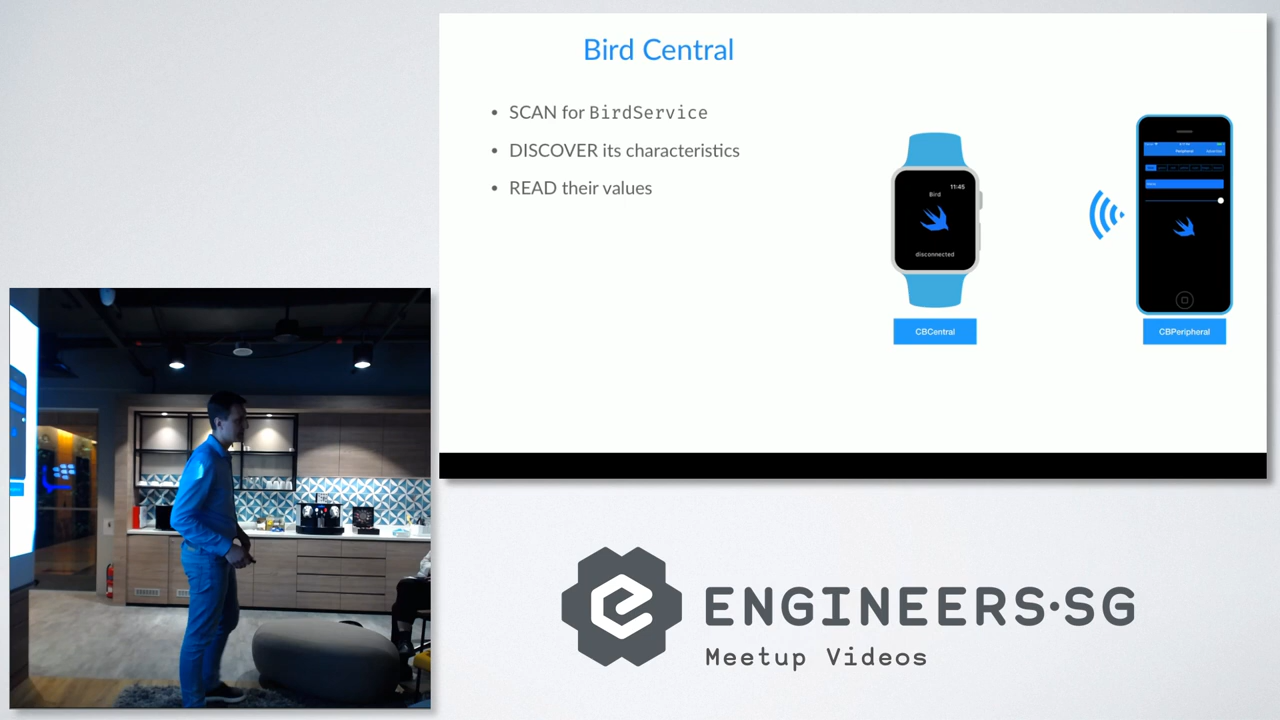 Bird Central
• SCAN for BirdService
• DISCOVER its characteristics
• READ their values
11:45
Bird
disconnected
CBCentral
Peripheral
CBPeripheral
ENGINEERS·SG
Meetup Videos